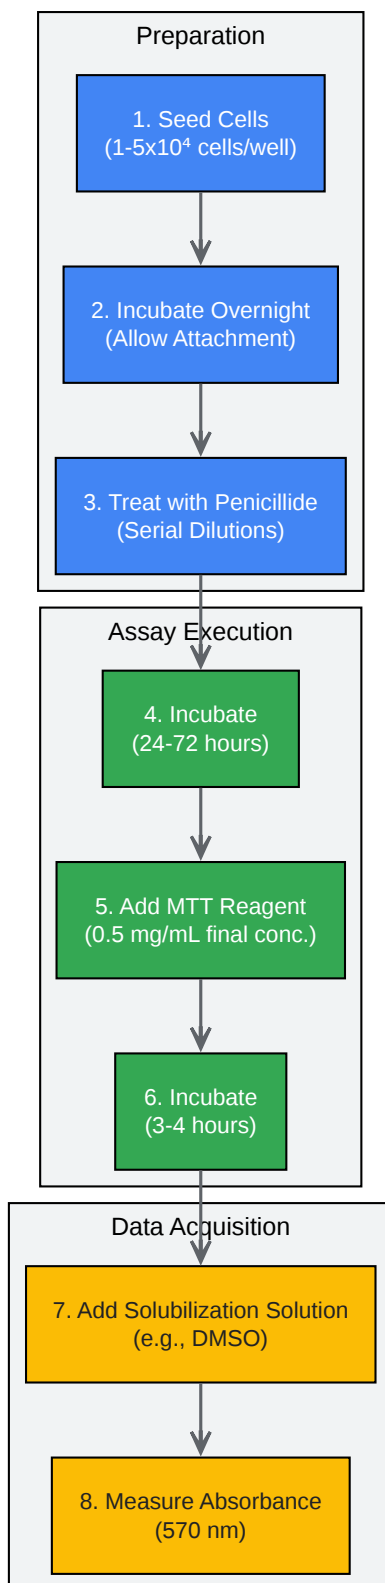 Preparation
1. Seed Cells
(1-5x10⁴ cells/well)
2. Incubate Overnight
(Allow Attachment)
3. Treat with Penicillide
(Serial Dilutions)
Assay Execution
4. Incubate
(24-72 hours)
5. Add MTT Reagent
(0.5 mg/mL final conc.)
6. Incubate
(3-4 hours)
Data Acquisition
7. Add Solubilization Solution
(e.g., DMSO)
8. Measure Absorbance
(570 nm)